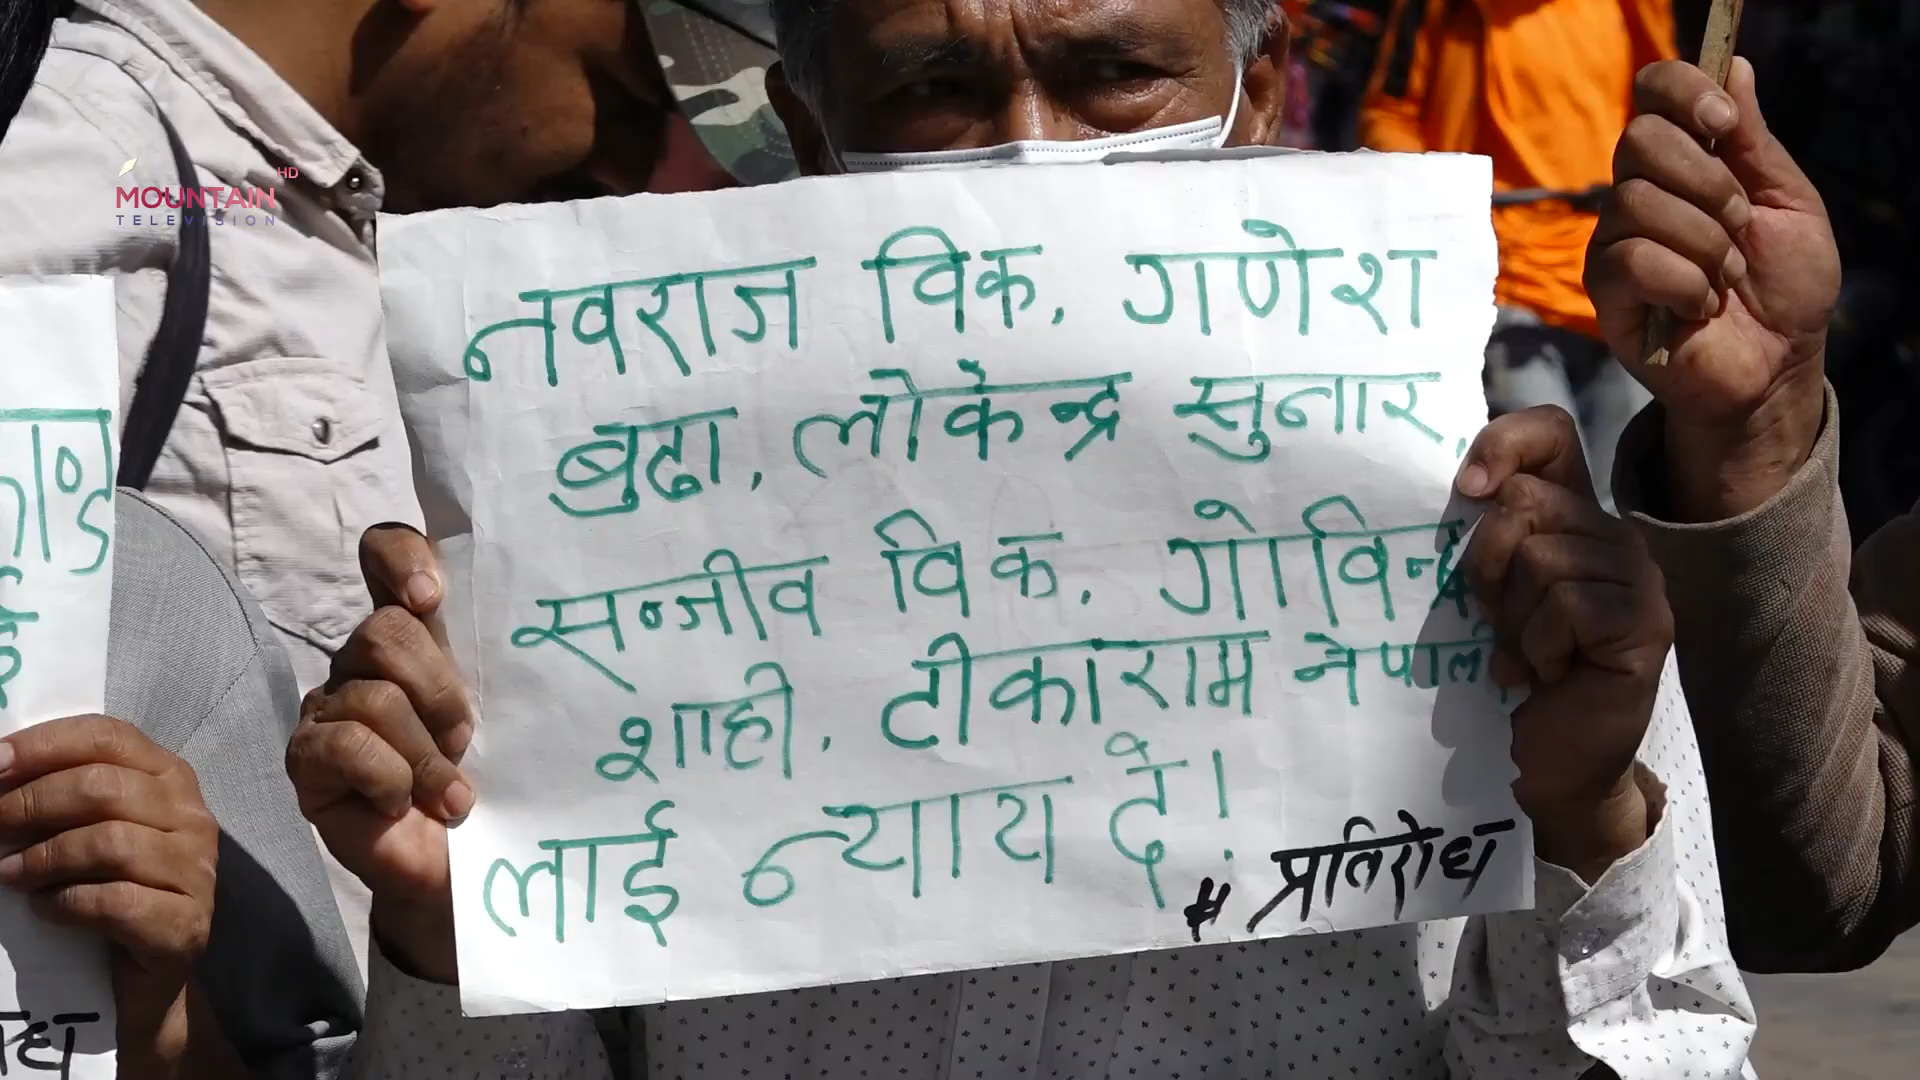 MOUNTAIN HD
TELEVISION
नवराज विक, गणेश
बुढा, लोकेन्द्र सुनार,
सन्जीव विक, गोविन्द
शाही, टीकाराम नेपाली
लाई न्याय दे!
# प्रतिरोध